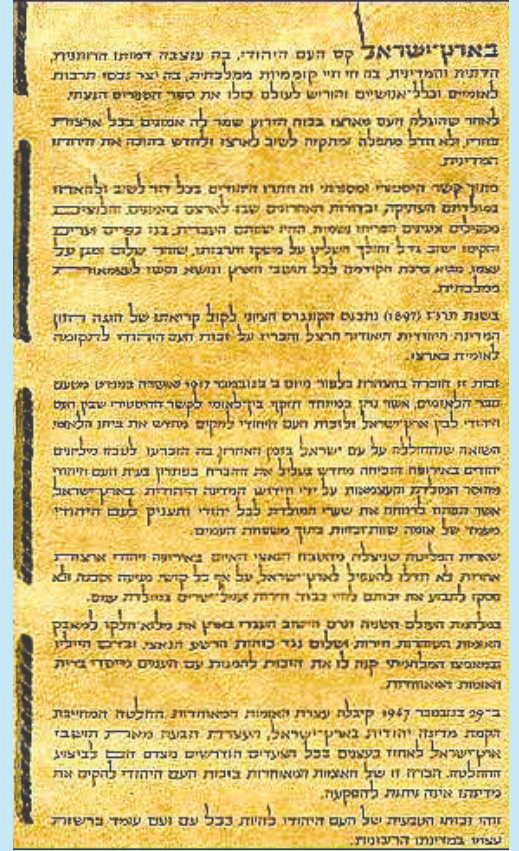 בארץ־ישראל קם העם היהודי, בה עוצבה דמותו הרוחנית,
הדתית והמדינית, בה חי חיי קוממיות ממלכתית, בה יצר נכסי תרבות
לאומיים וכלל־אנושיים והוריש לעולם כולו את ספר הספרים הנצחי.
לאחר שהוגלה העם מארצו בכוח הזרוע שמר לה אמונים בכל ארצות
פזוריו, ולא חדל מתפלה ומתקוה לשוב לארצו ולחדש בתוכה את חירותו
המדינית.
מתוך קשר היסטורי ומסורתי זה חתרו היהודים בכל דור לשוב ולהאחז
במולדתם העתיקה, ובדורות האחרונים שבו לארצם בהמונים, וחלוצים,
מעפילים ומגינים הפריחו נשמות, החיו שפתם העברית, בנו כפרים וערים,
והקימו ישוב גדל והולך השליט על משקו ותרבותו, שוחר שלום ומגן על
עצמו, מביא ברכת הקידמה לכל תושבי הארץ ונושא נפשו לעצמאות
ממלכתית.
בשנת תרנ״ז (1897) נתכנס הקונגרס הציוני לקול קריאתו של הוגה חזון
המדינה היהודית תיאודור הרצל והכריז על זכות העם היהודי לתקומה
לאומית בארצו.
זכות זו הוכרה בהצהרת בלפור מיום ב׳ בנובמבר 1917 ואושרה במנדט מטעם
חבר הלאומים, אשר נתן במיוחד תוקף בין־לאומי לקשר ההיסטורי שבין העם
היהודי לבין ארץ־ישראל ולזכות העם היהודי להקים מחדש את ביתו הלאומי.
השואה שנתחוללה על עם ישראל בזמן האחרון, בה הוכרעו לטבח מיליונים
יהודים באירופה, הוכיחה מחדש בעליל את ההכרח בפתרון בעית העם היהודי
מחוסר המולדת והעצמאות על־ידי חידוש המדינה היהודית בארץ־ישראל,
אשר תפתח לרווחה את שערי המולדת לכל יהודי ותעניק לעם היהודי
מעמד של אומה שוות־זכויות בתוך משפחת העמים.
שארית הפליטה שניצלה מהטבח הנאצי האיום באירופה ויהודי ארצות
אחרות לא חדלו להעפיל לארץ־ישראל, על אף כל קושי, מניעה וסכנה, ולא
פסקו לתבוע את זכותם לחיי כבוד, חירות ועמל־ישרים במולדת עמם.
במלחמת העולם השניה תרם הישוב העברי בארץ את מלוא־חלקו למאבק
האומות השוחרות חירות ושלום נגד כוחות הרשע הנאצי, ובדם חייליו
ובמאמצו המלחמתי קנה לו את הזכות להמנות עם העמים מייסדי ברית
האומות המאוחדות.
ב־29 בנובמבר 1947 קיבלה עצרת האומות המאוחדות החלטה המחייבת
הקמת מדינה יהודית בארץ־ישראל, העצרת תבעה מאת תושבי
ארץ־ישראל לאחוז בעצמם בכל הצעדים הנדרשים מצדם הם לביצוע
ההחלטה. הכרה זו של האומות המאוחדות בזכות העם היהודי להקים את
מדינתו אינה ניתנת להפקעה.
זוהי זכותו הטבעית של העם היהודי להיות ככל עם ועם עומד ברשות
עצמו במדינתו הריבונית.